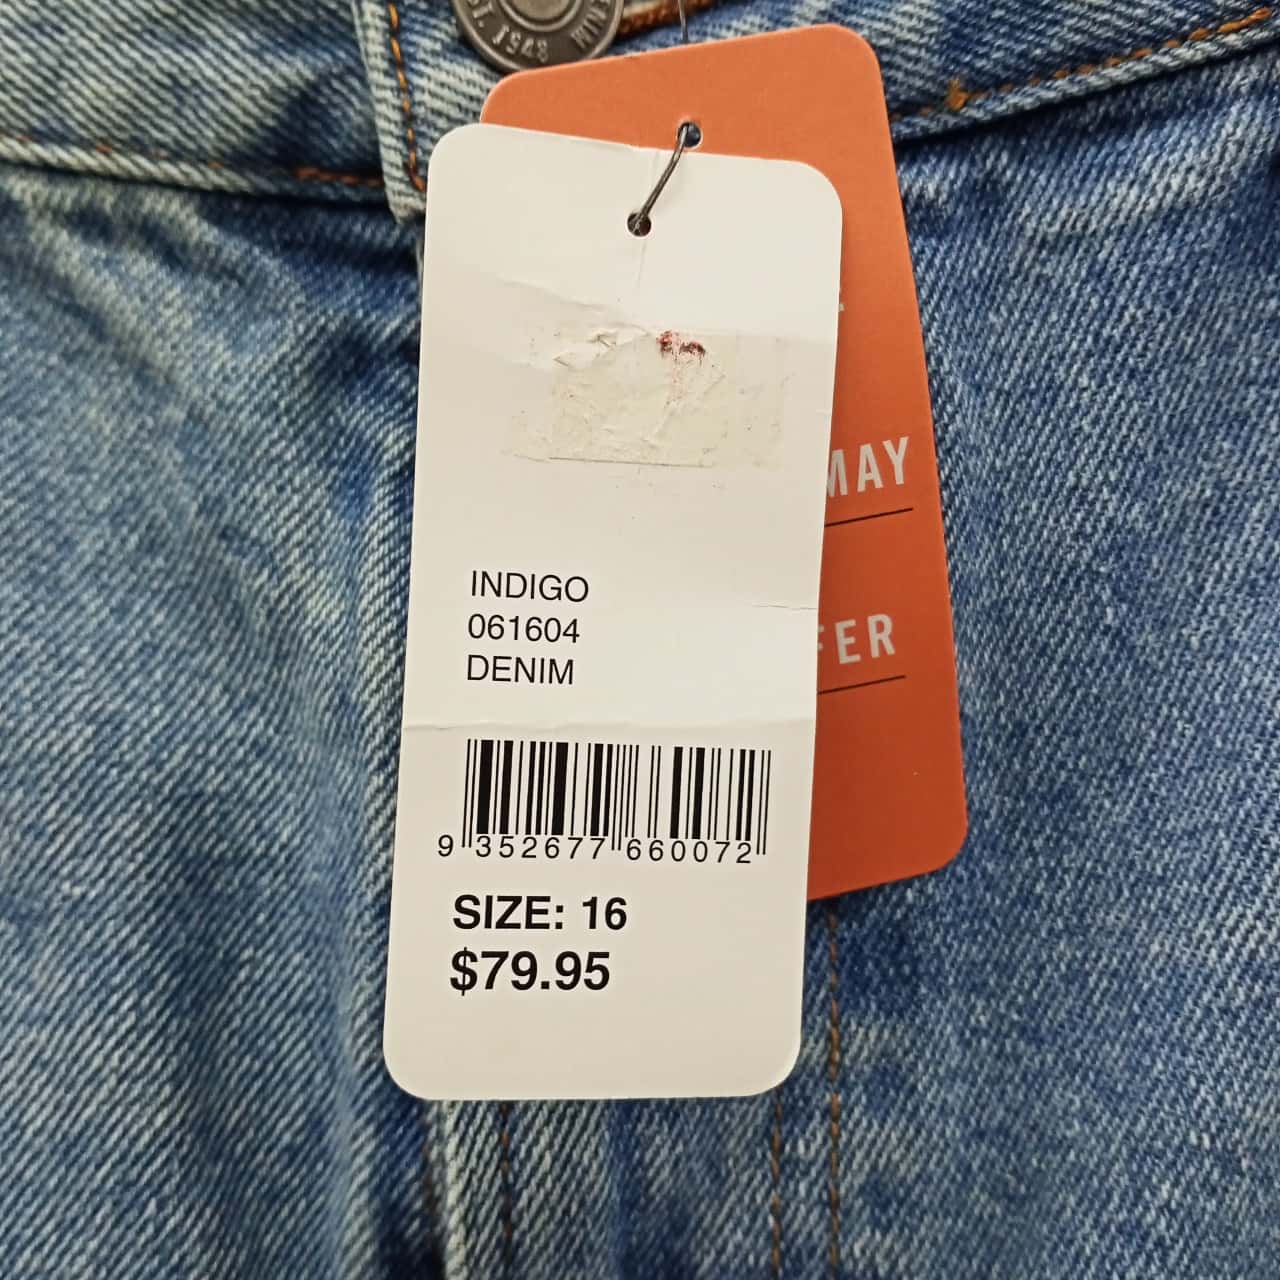 MAY
FER
INDIGO
061604
DENIM
9 352677 660072
SIZE: 16
$79.95